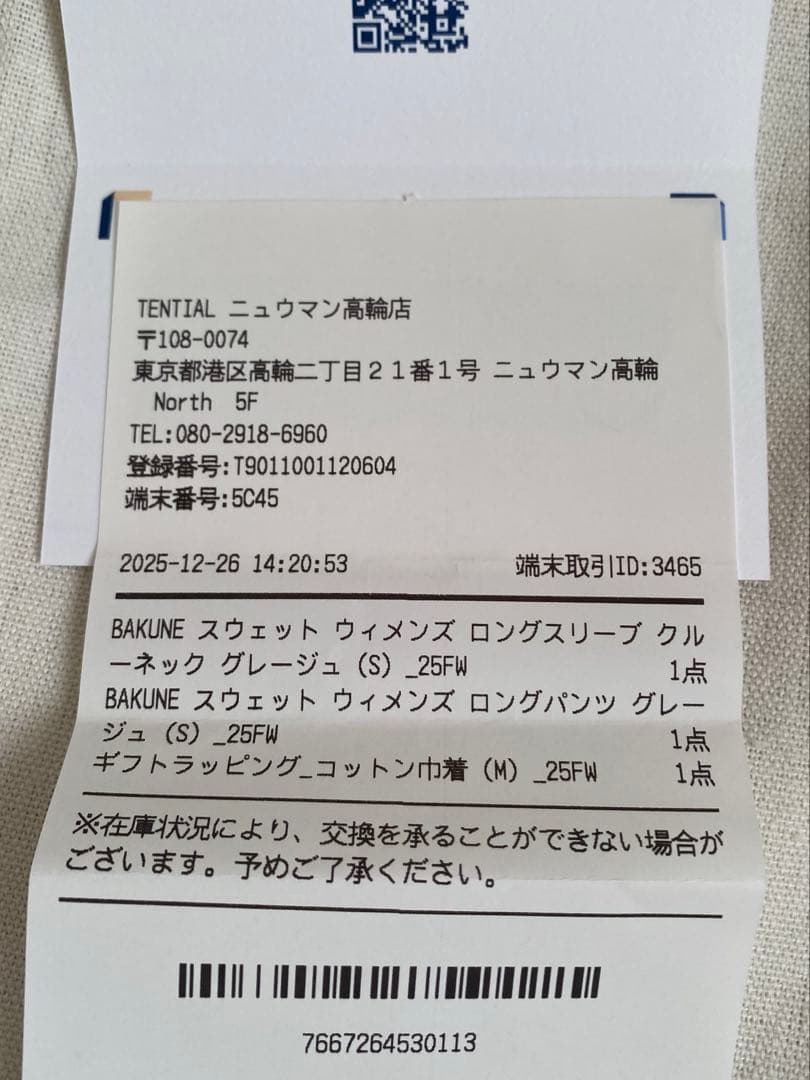 TENTIAL ニュウマン高輪店
〒108-0074
東京都港区高輪二丁目２１番１号 ニュウマン高輪
North 5F
TEL:080-2918-6960
登録番号:T9011001120604
端末番号:5C45
2025-12-26 14:20:53 端末取引ID:3465
BAKUNE スウェット ウィメンズ ロングスリーブ クル
ーネック グレージュ (S) _25FW 1点
BAKUNE スウェット ウィメンズ ロングパンツ グレー
ジュ (S) _25FW 1点
ギフトラッピング_コットン巾着 (M) _25FW 1点
※在庫状況により、交換を承ることができない場合が
ございます。予めご了承ください。
7667264530113